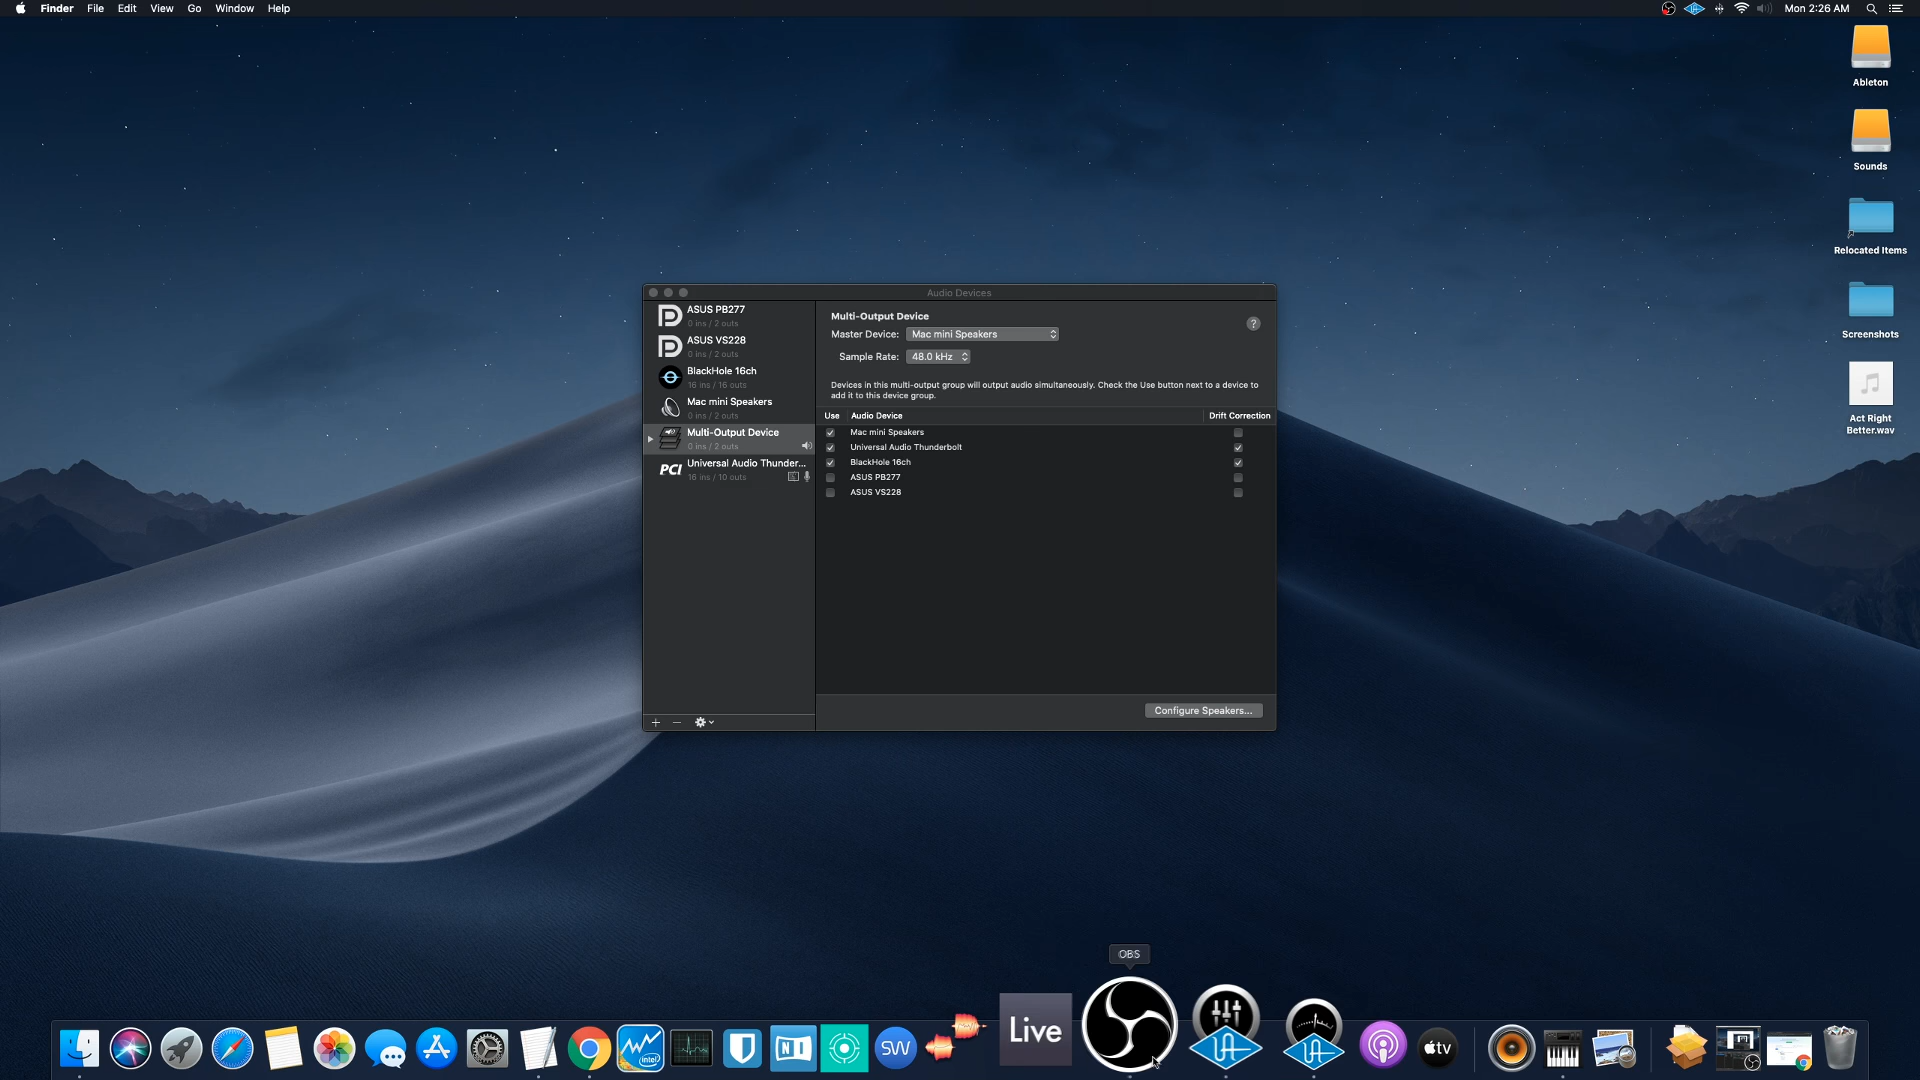 Finder File Edit View Go Window Help
Mon 2:26 AM
Ableton
Sounds
Relocated Items
Screenshots
Act Right
Better.wav
Audio Devices
ASUS PB277
0 ins / 2 outs
ASUS VS228
0 ins / 2 outs
BlackHole 16ch
16 ins / 16 outs
Mac mini Speakers
0 ins / 2 outs
Multi-Output Device
0 ins / 2 outs
PCI Universal Audio Thunder...
16 ins / 10 outs
Multi-Output Device
?
Master Device: Mac mini Speakers
Sample Rate: 48.0 kHz
Devices in this multi-output group will output audio simultaneously. Check the Use button next to a device to
add it to this device group.
Use Audio Device Drift Correction
Mac mini Speakers
Universal Audio Thunderbolt
BlackHole 16ch
ASUS PB277
ASUS VS228
Configure Speakers...
OBS
intel
SW
Live
tv